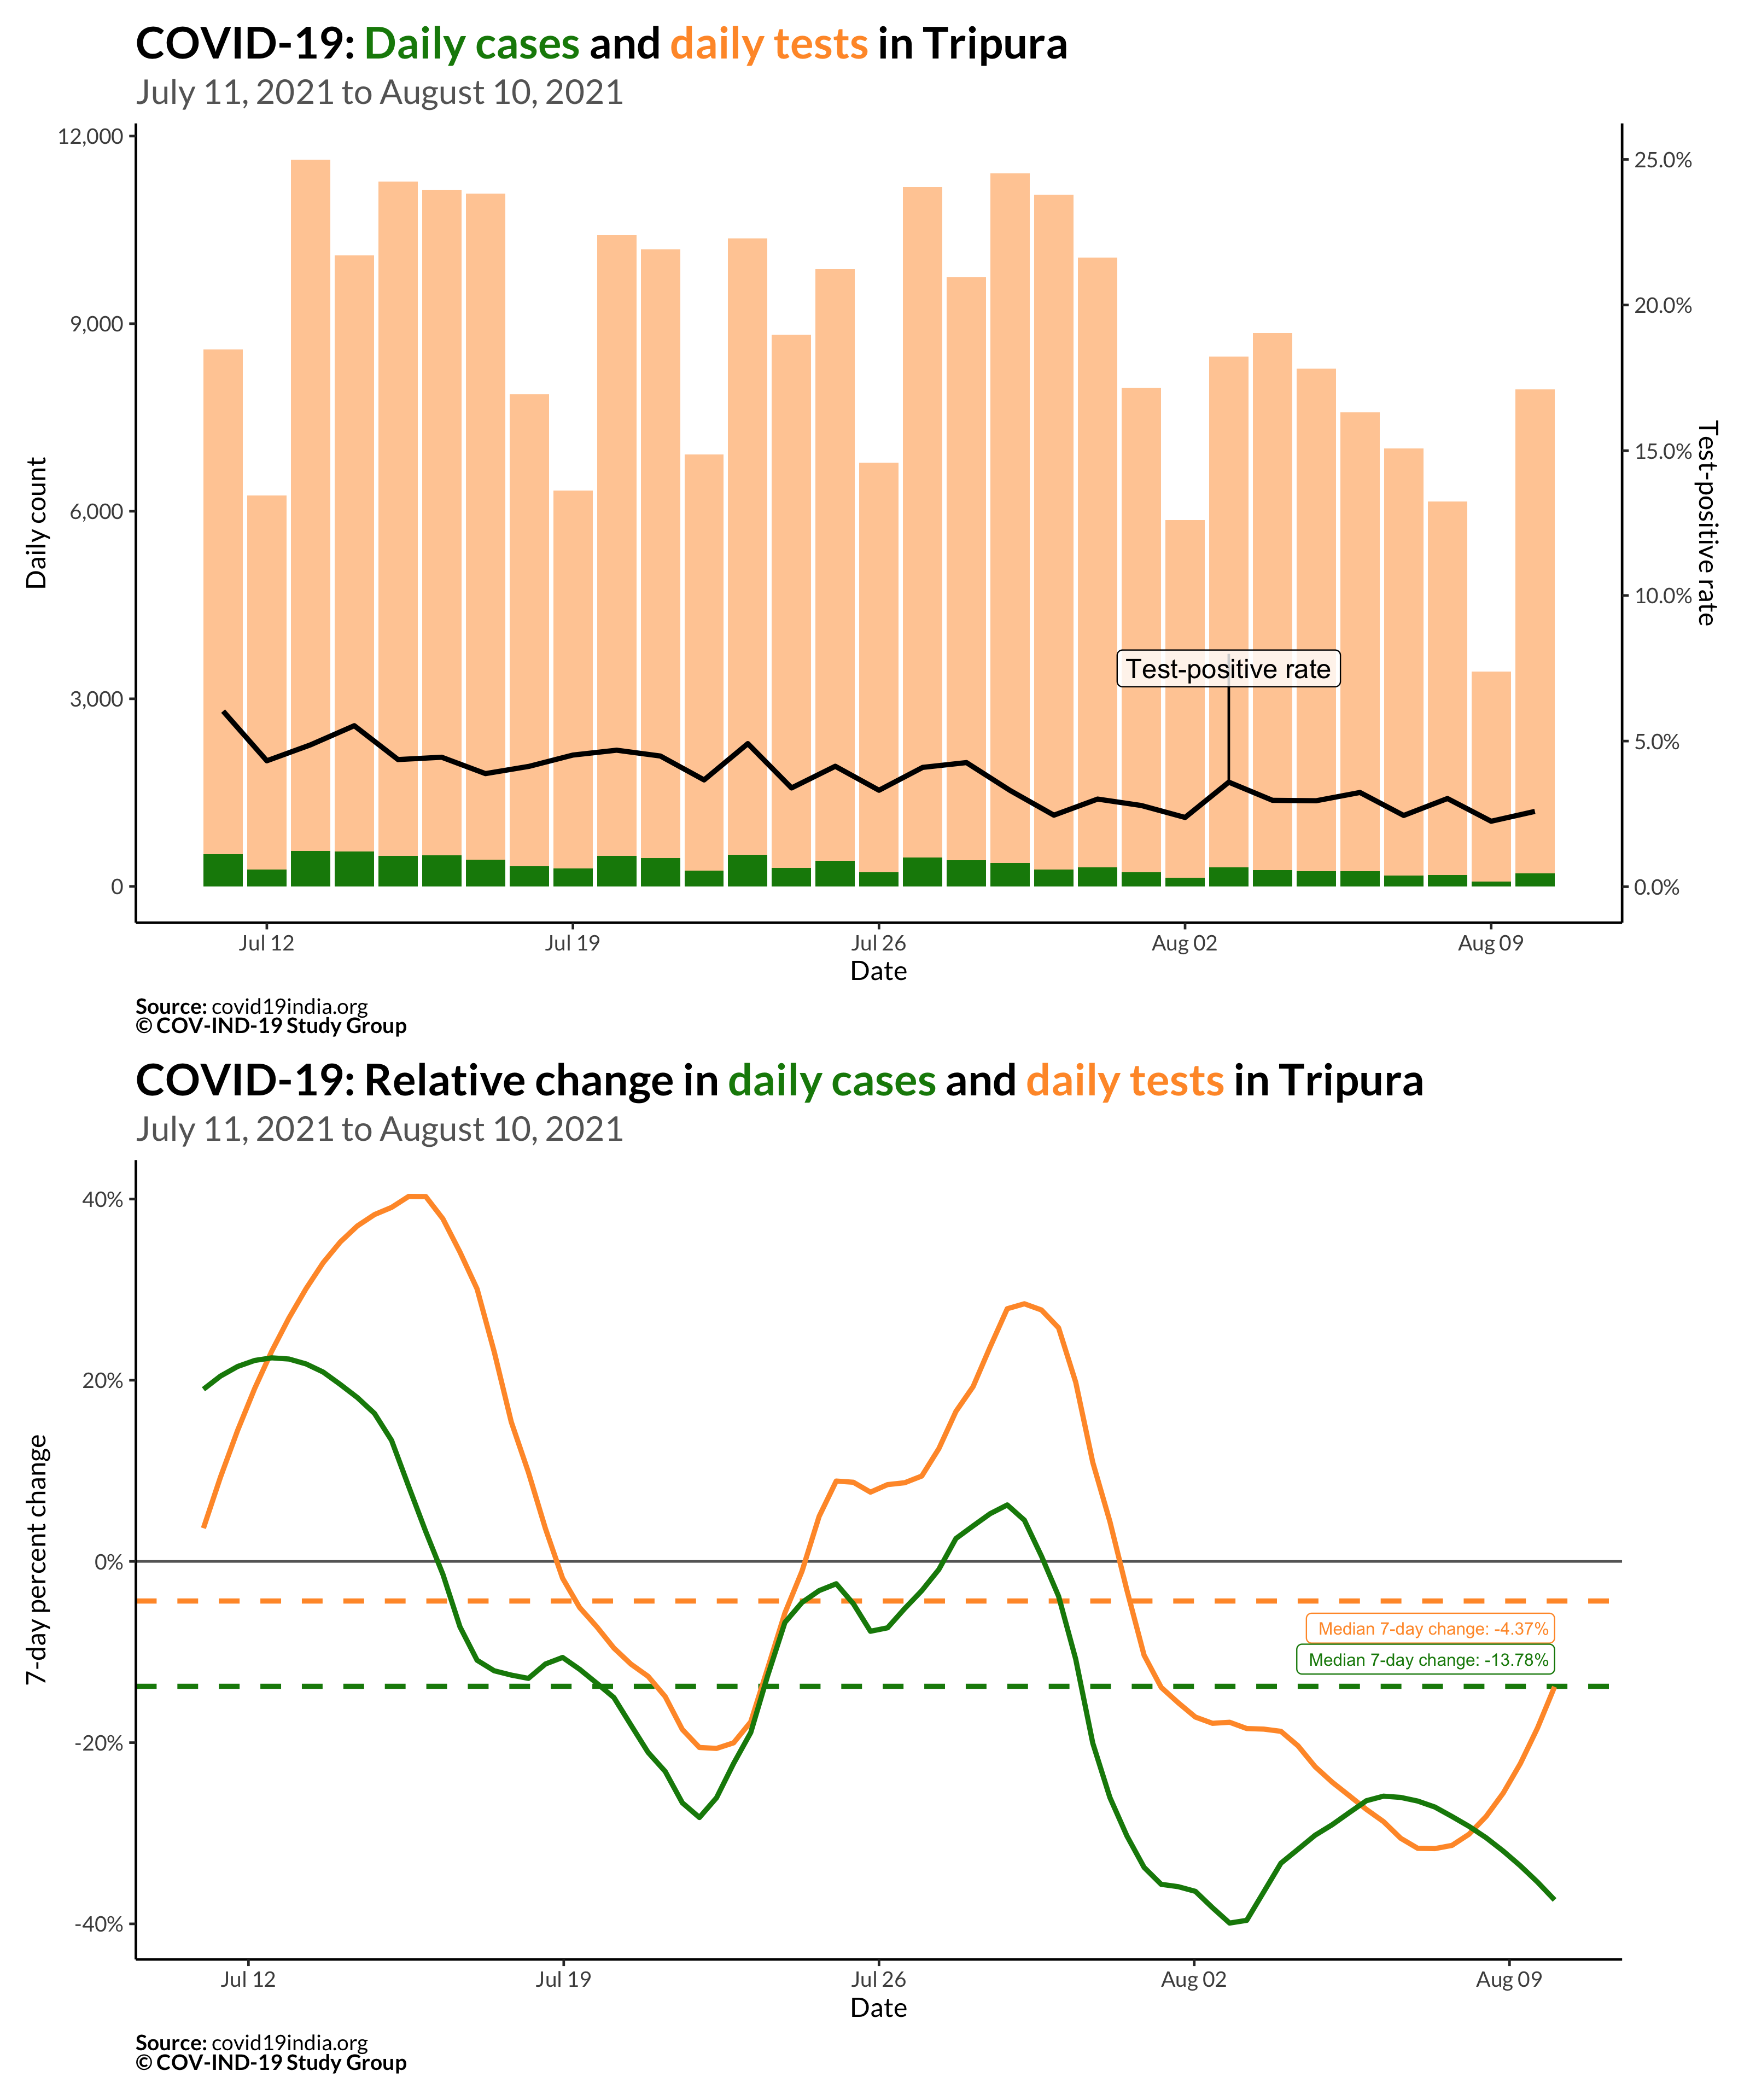 COVID-19: Daily cases and daily tests in Tripura
July 11, 2021 to August 10, 2021
12,000
9,000
6,000
3,000
0
Daily count
25.0%
20.0%
15.0%
10.0%
5.0%
0.0%
Test-positive rate
Test-positive rate
Jul 12
Jul 19
Jul 26
Aug 02
Aug 09
Date
Source: covid19india.org
© COV-IND-19 Study Group
COVID-19: Relative change in daily cases and daily tests in Tripura
July 11, 2021 to August 10, 2021
40%
20%
0%
-20%
-40%
7-day percent change
Median 7-day change: -4.37%
Median 7-day change: -13.78%
Jul 12
Jul 19
Jul 26
Aug 02
Aug 09
Date
Source: covid19india.org
© COV-IND-19 Study Group